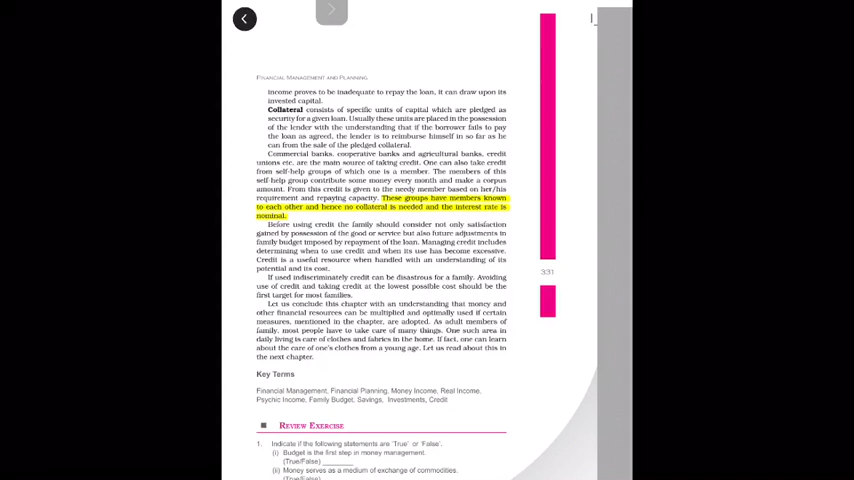 FINANCIAL MANAGEMENT AND PLANNING
income proves to be inadequate to repay the loan, it can draw upon its
invested capital.
Collateral consists of specific units of capital which are pledged as
security for a given loan. Usually these units are placed in the possession
of the lender with the understanding that if the borrower fails to pay
the loan as agreed, the lender is to reimburse himself in so far as he
can from the sale of the pledged collateral.
Commercial banks, cooperative banks and agricultural banks, credit
unions etc. are the main source of taking credit. One can also take credit
from self-help groups of which one is a member. The members of this
self-help group contribute some money every month and make a corpus
amount. From this credit is given to the needy member based on her/his
requirement and repaying capacity. These groups have members known
to each other and hence no collateral is needed and the interest rate is
nominal.
Before using credit the family should consider not only satisfaction
gained by possession of the good or service but also future adjustments in
family budget imposed by repayment of the loan. Managing credit includes
determining when to use credit and when its use has become excessive.
Credit is a useful resource when handled with an understanding of its
potential and its cost.
If used indiscriminately credit can be disastrous for a family. Avoiding
use of credit and taking credit at the lowest possible cost should be the
first target for most families.
331
Let us conclude this chapter with an understanding that money and
other financial resources can be multiplied and optimally used if certain
measures, mentioned in the chapter, are adopted. As adult members of
family, most people have to take care of many things. One such area in
daily living is care of clothes and fabrics in the home. If fact, one can learn
about the care of one's clothes from a young age. Let us read about this in
the next chapter.
Key Terms
Financial Management, Financial Planning, Money Income, Real Income,
Psychic Income, Family Budget, Savings, Investments, Credit
REVIEW EXERCISE
1. Indicate if the following statements are 'True' or 'False'.
(i) Budget is the first step in money management.
(True/False) ________
(ii) Money serves as a medium of exchange of commodities.
(True/False) ________